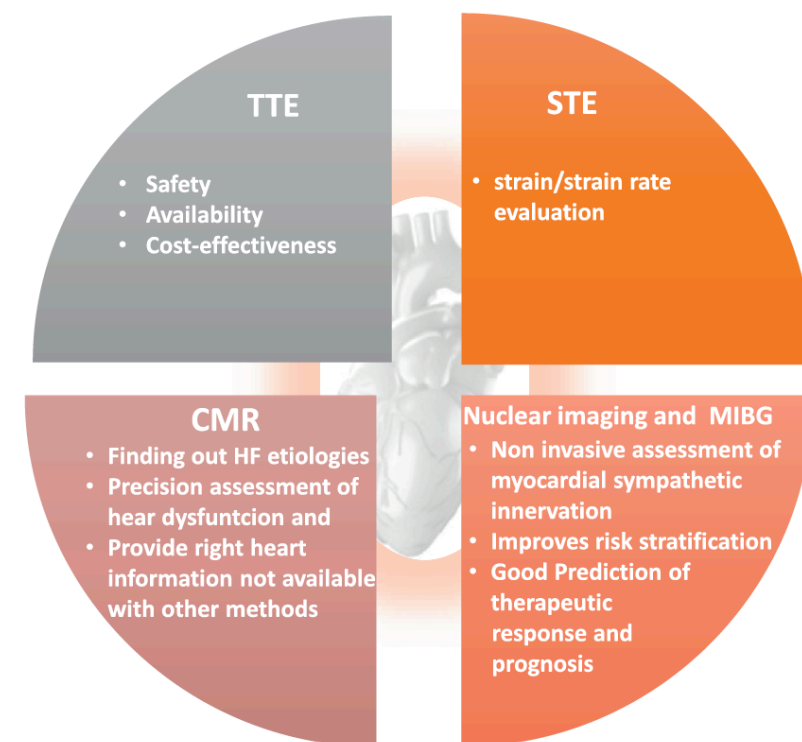 TTE
• Safety
• Availability
• Cost-effectiveness
STE
• strain/strain rate
evaluation
CMR
• Finding out HF etiologies
• Precision assessment of
hear dysfuntcion and
• Provide right heart
information not available
with other methods
Nuclear imaging and MIBG
• Non invasive assessment of
myocardial sympathetic
innervation
• Improves risk stratification
• Good Prediction of
therapeutic
response and
prognosis